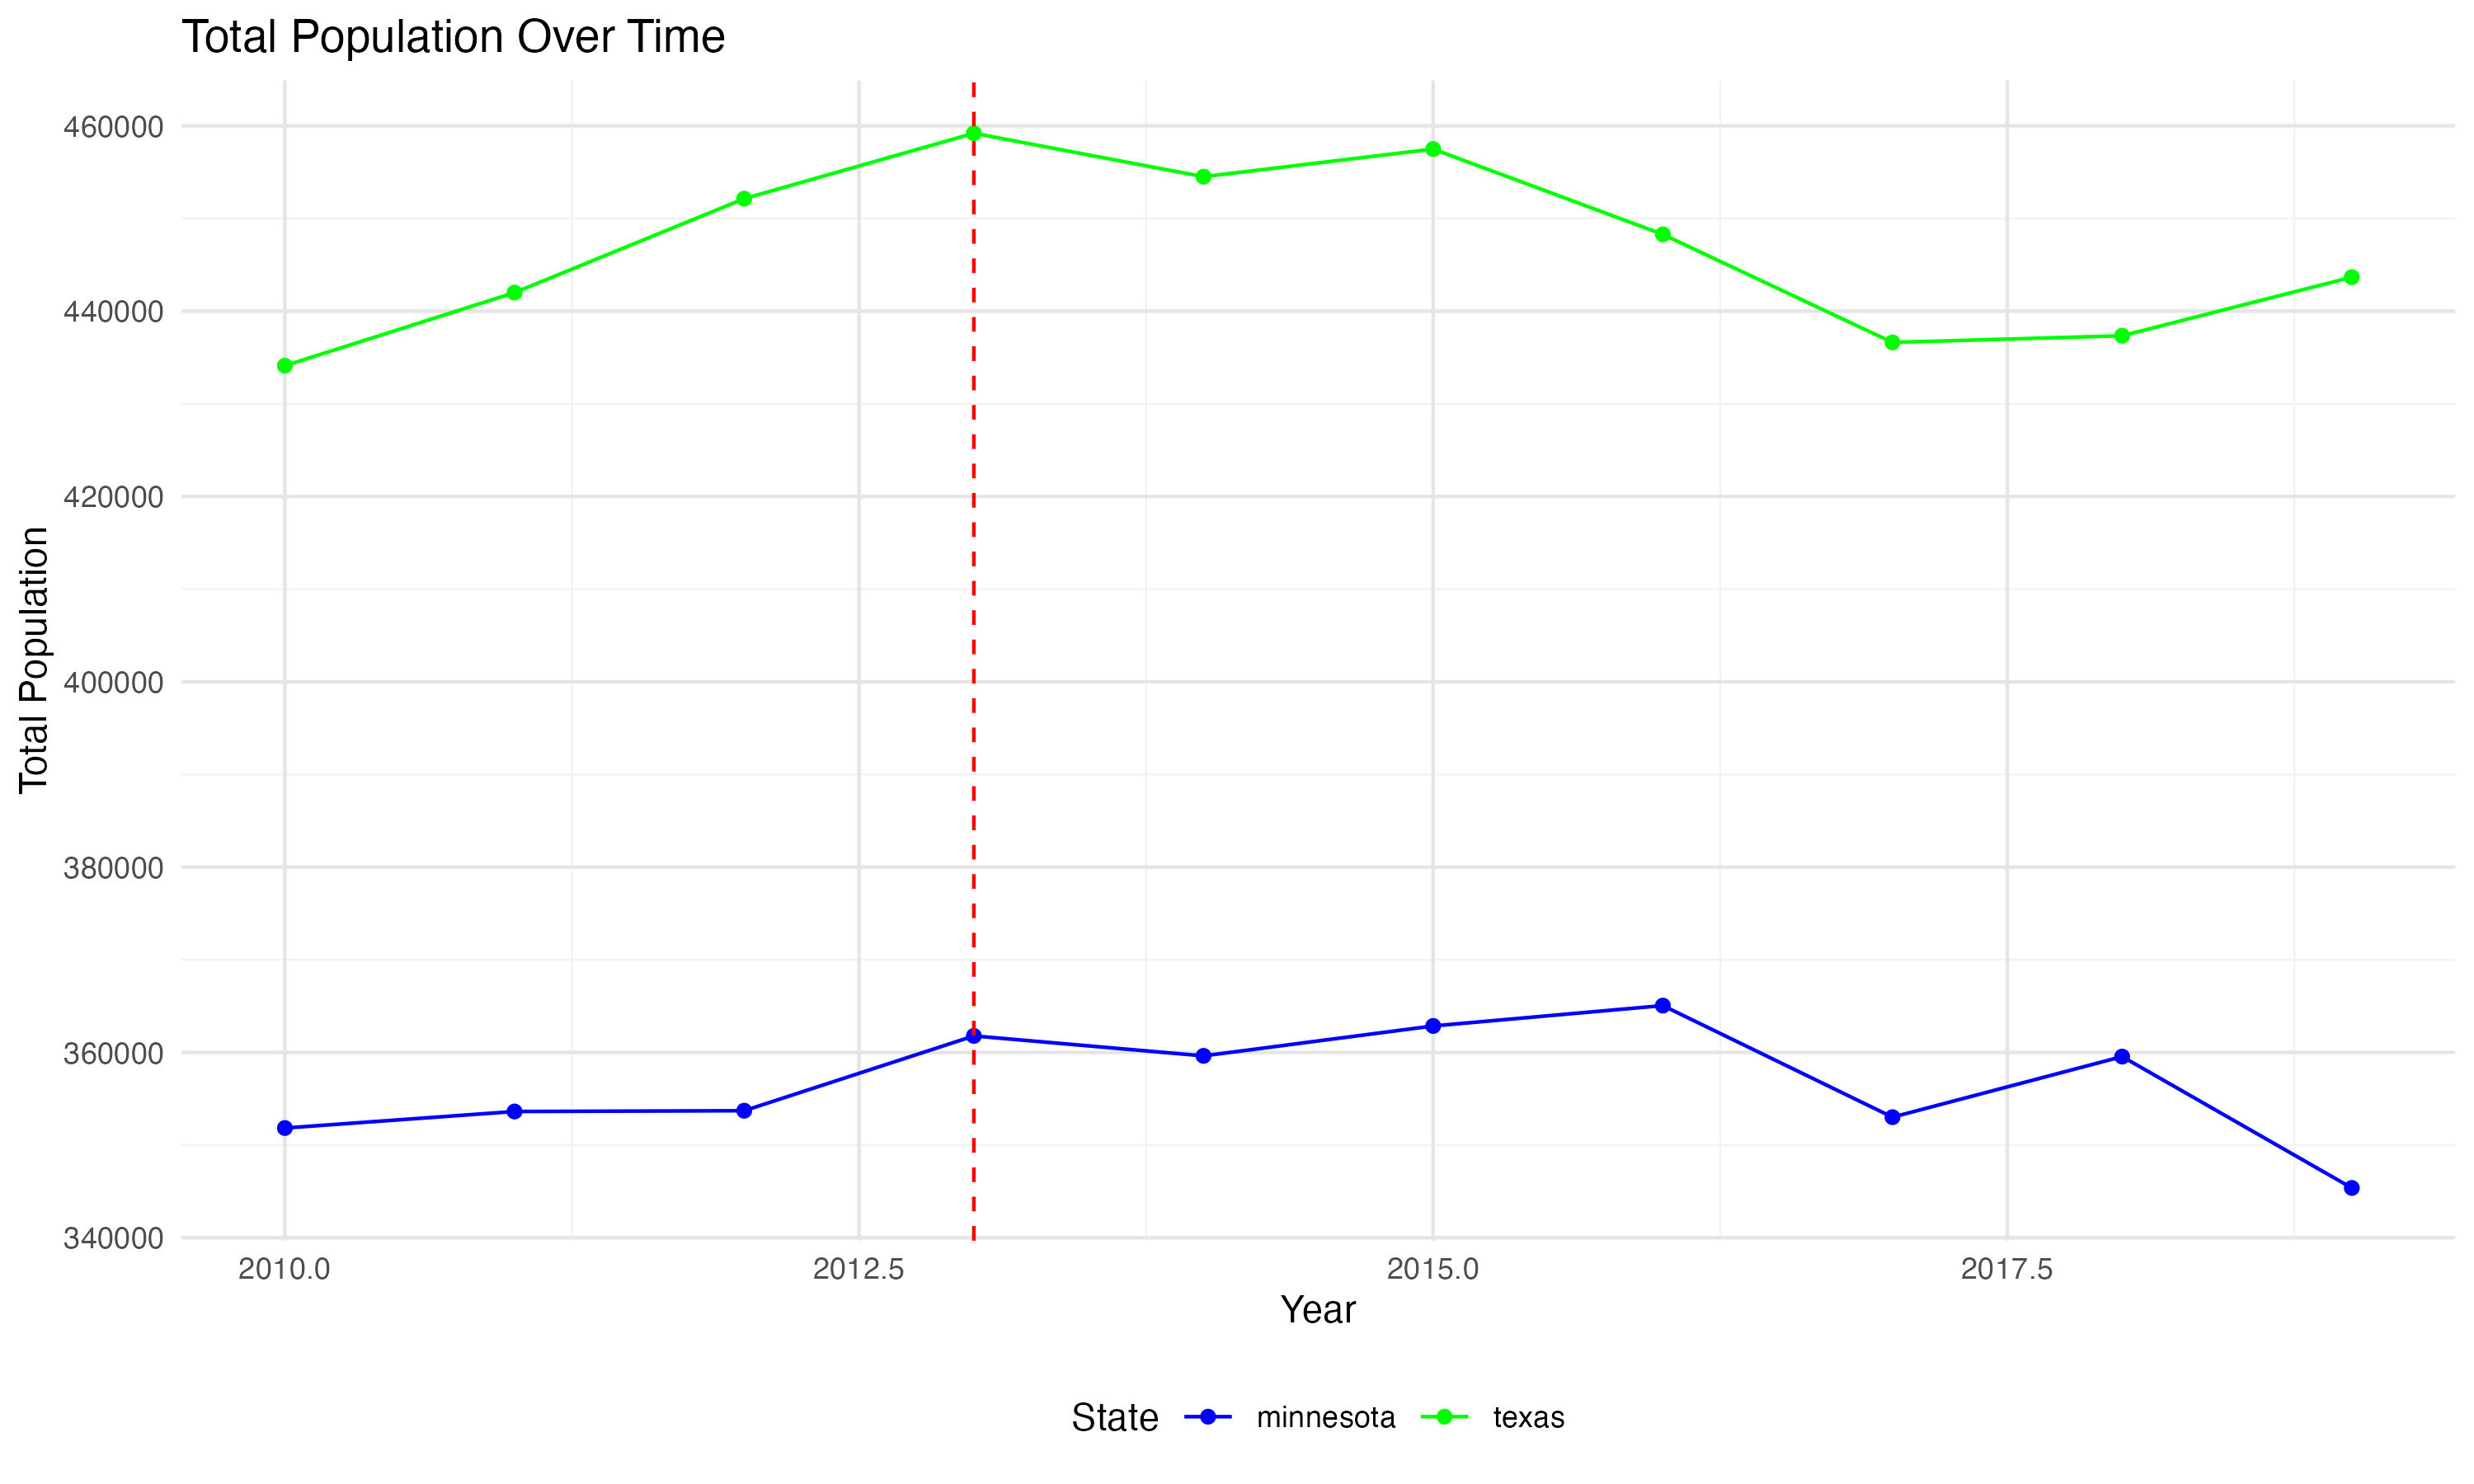 Total Population Over Time
Total Population
460000
440000
420000
400000
380000
360000
340000
2010.0 2012.5 2015.0 2017.5
Year
State minnesota texas